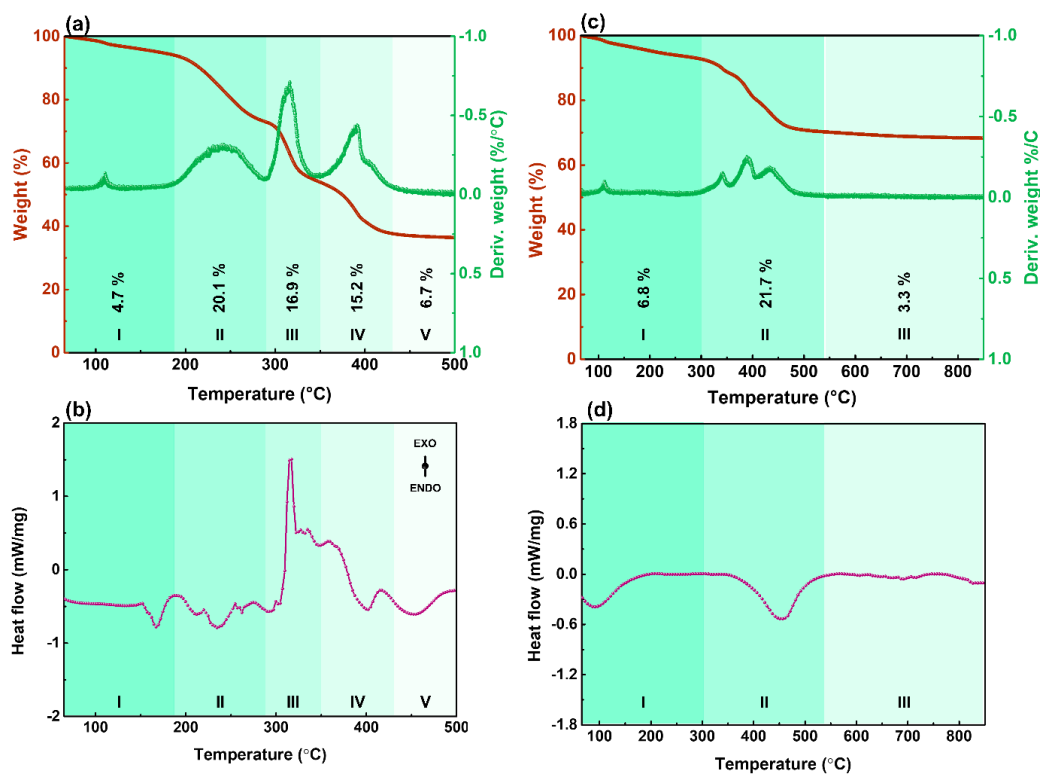 (a)
100
80
60
40
20
0
Weight (%)
-1.0
-0.5
0.0
0.5
1.0
Deriv. weight (%/°C)
4.7 %
20.1 %
16.9 %
15.2 %
6.7 %
I
II
III
IV
V
100
200
300
400
500
Temperature (°C)
(c)
100
80
60
40
20
0
Weight (%)
-1.0
-0.5
0.0
0.5
1.0
Deriv. weight %/C
6.8 %
21.7 %
3.3 %
I
II
III
100
200
300
400
500
600
700
800
Temperature (°C)
(b)
2
1
0
-1
-2
Heat flow (mW/mg)
EXO
ENDO
I
II
III
IV
V
100
200
300
400
500
Temperature (°C)
(d)
1.8
1.2
0.6
0.0
-0.6
-1.2
-1.8
Heat flow (mW/mg)
I
II
III
100
200
300
400
500
600
700
800
Temperature (°C)